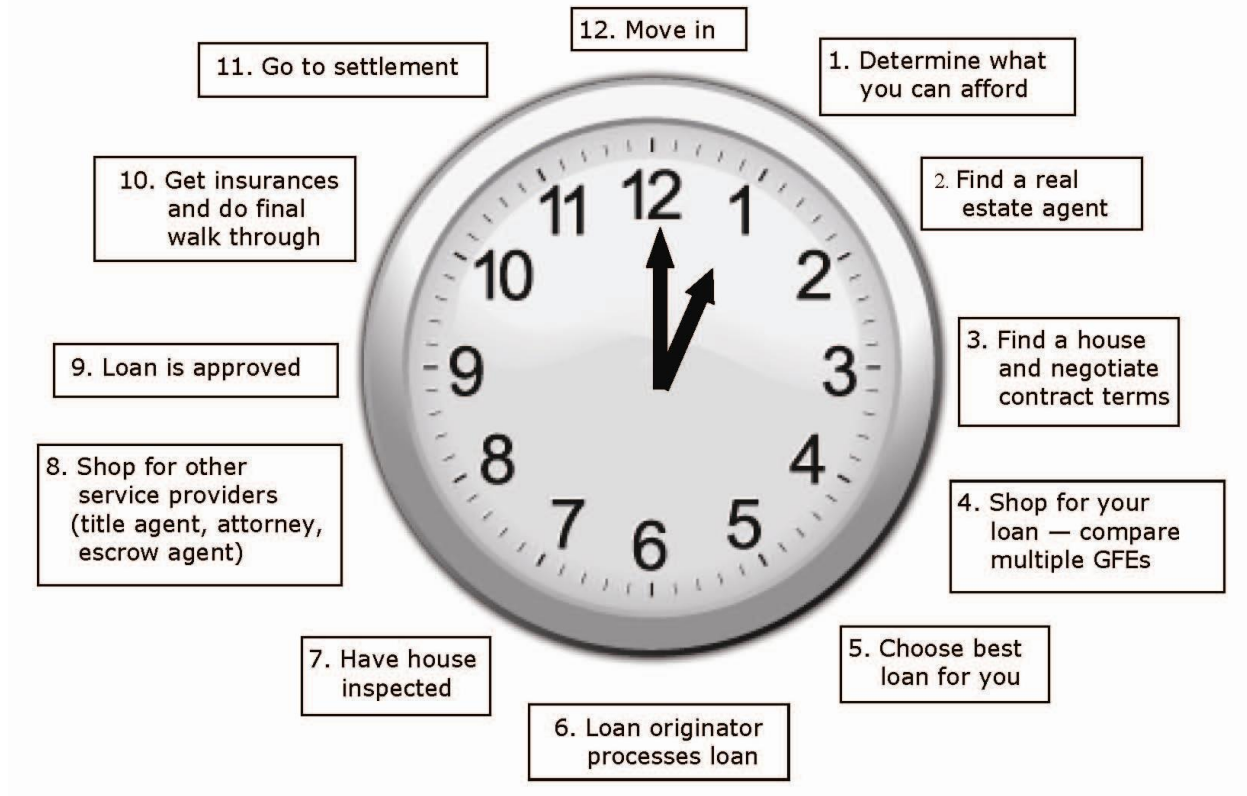 12. Move in
1. Determine what
you can afford
2. Find a real
estate agent
3. Find a house
and negotiate
contract terms
4. Shop for your
loan — compare
multiple GFEs
5. Choose best
loan for you
6. Loan originator
processes loan
7. Have house
inspected
8. Shop for other
service providers
(title agent, attorney,
escrow agent)
9. Loan is approved
10. Get insurances
and do final
walk through
11. Go to settlement
12
1
2
3
4
5
6
7
8
9
10
11